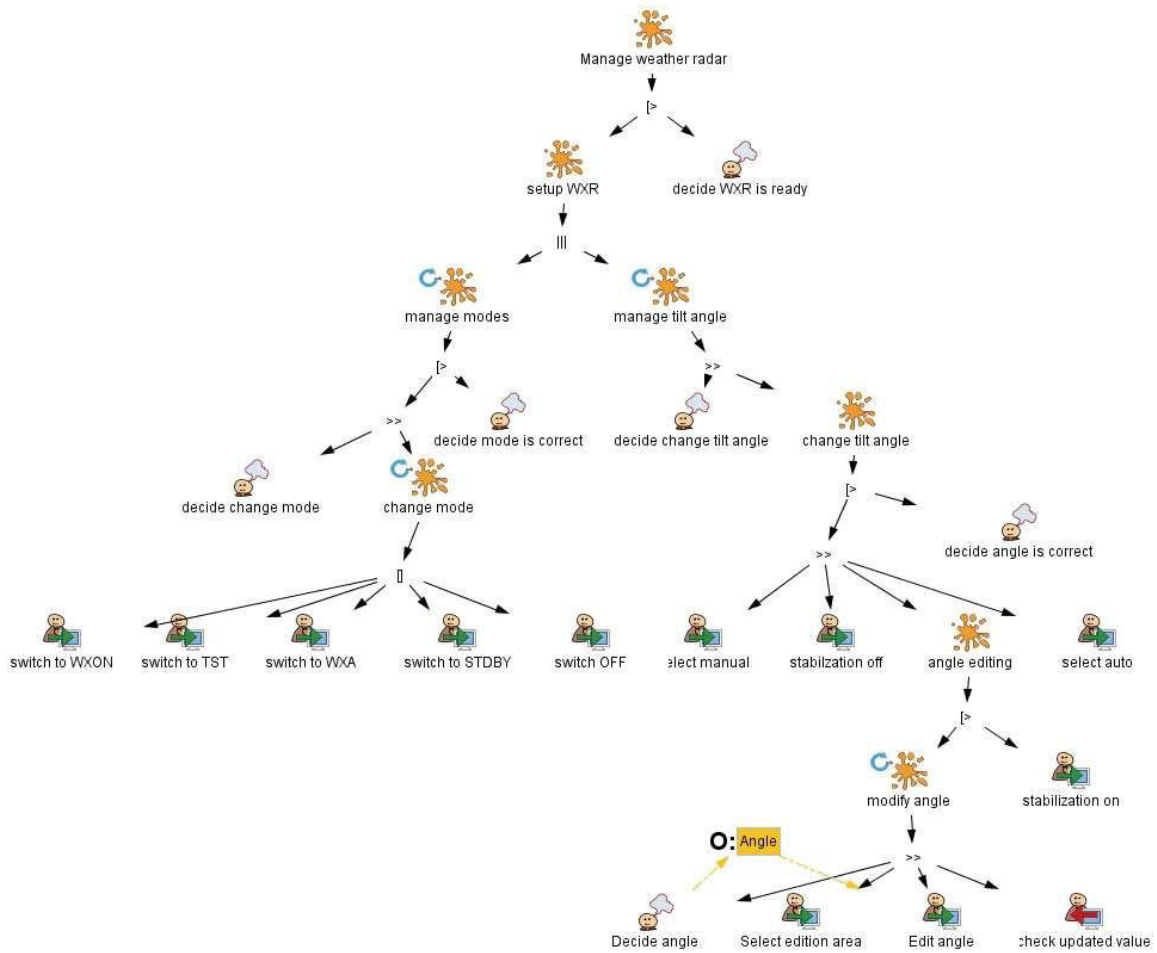 Manage weather radar
[>
setup WXR
decide WXR is ready
|||
manage modes
manage tilt angle
[>
>>
>>
decide mode is correct
decide change tilt angle
change tilt angle
decide change mode
change mode
[>
decide angle is correct
[]
>>
switch to WXON
switch to TST
switch to WXA
switch to STDBY
switch OFF
elect manual
stabilzation off
angle editing
select auto
[>
modify angle
stabilization on
O: Angle
>>
Decide angle
Select edition area
Edit angle
check updated value